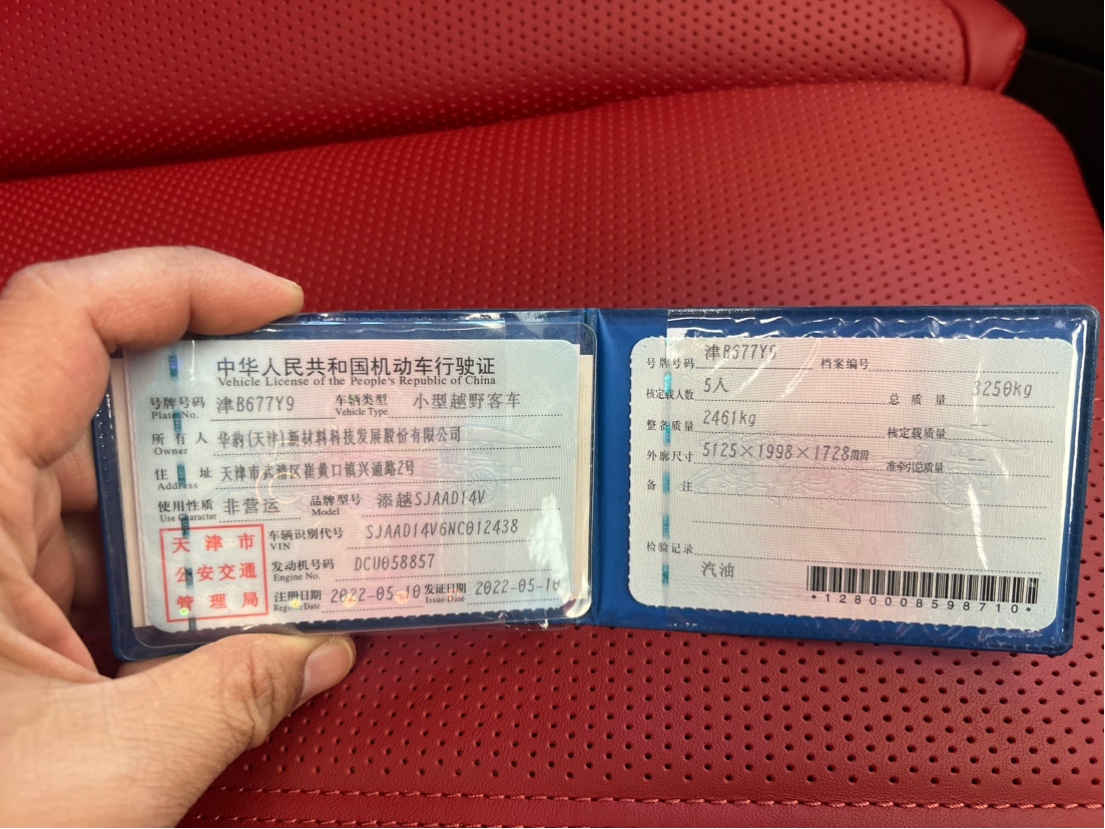 中华人民共和国机动车行驶证
Vehicle License of the People's Republic of China
号牌号码 津B677Y9 车辆类型 小型越野客车
Plate No. Vehicle Type
所有人 华豹(天津)新材料科技发展股份有限公司
Owner
住址 天津市武清区崔黄口镇兴通路2号
Address
使用性质 非营运 品牌型号 添越SJAAD14V
Use Character Model
天津市
公安交通
管理局
车辆识别代号 SJAAD14V6NC012438
VIN
发动机号码 DCU058857
Engine No.
注册日期 2022-05-10 发证日期 2022-05-10
Register Date Issue Date
号牌号码 津B677Y9 档案编号
核定载人数 5人 总质量 3250kg
整备质量 2461kg 核定载质量 --
外廓尺寸 5125×1998×1728mm 准牵引总质量 --
备注
检验记录
汽油
*1280008598710*